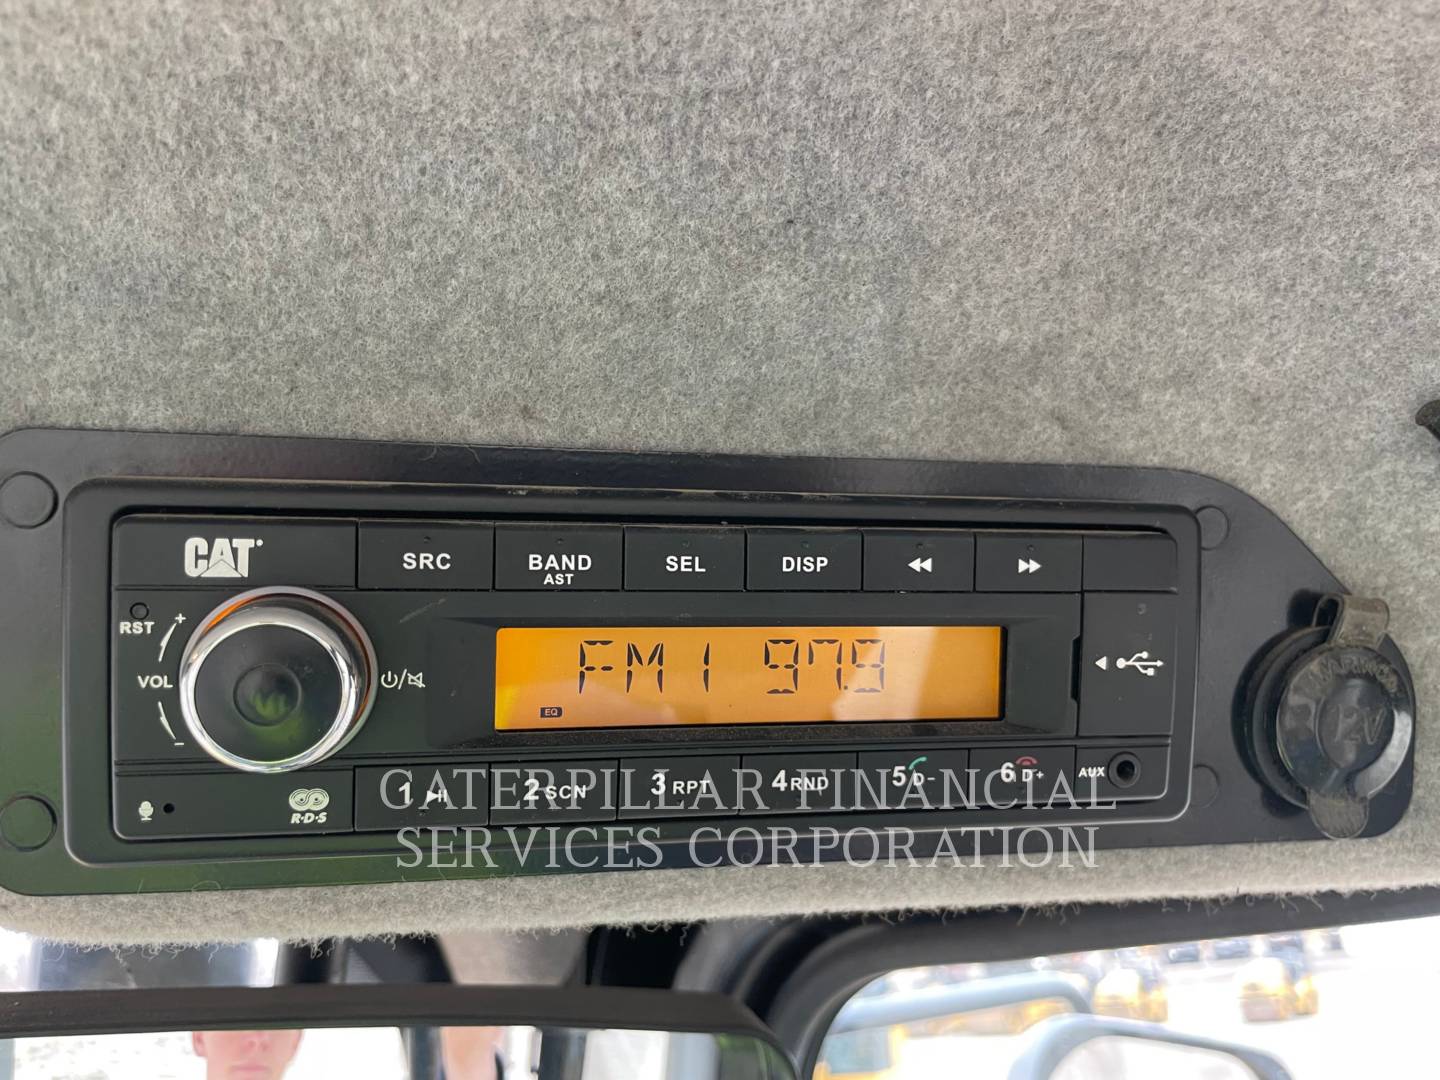 CAT
SRC
BAND
AST
SEL
DISP
RST
+
VOL
-
FM1 97.9
EQ
R·D·S
1
2 SCN
3 RPT
4 RND
5 D-
6 D+
AUX
12V
CATERPILLAR FINANCIAL
SERVICES CORPORATION